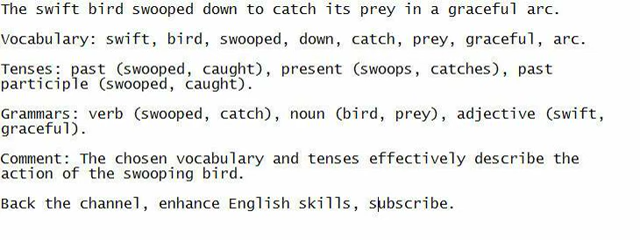 The swift bird swooped down to catch its prey in a graceful arc.
Vocabulary: swift, bird, swooped, down, catch, prey, graceful, arc.
Tenses: past (swooped, caught), present (swoops, catches), past
participle (swooped, caught).
Grammars: verb (swooped, catch), noun (bird, prey), adjective (swift,
graceful).
Comment: The chosen vocabulary and tenses effectively describe the
action of the swooping bird.
Back the channel, enhance English skills, subscribe.